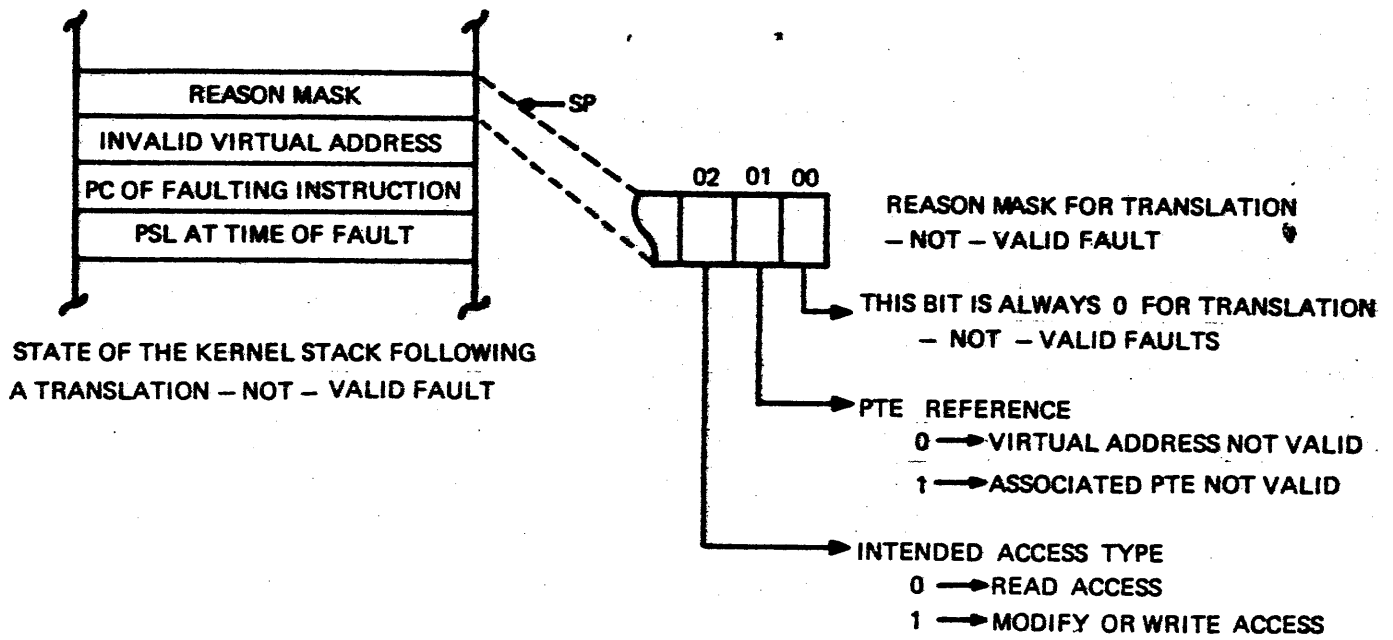 REASON MASK
INVALID VIRTUAL ADDRESS
PC OF FAULTING INSTRUCTION
PSL AT TIME OF FAULT
STATE OF THE KERNEL STACK FOLLOWING
A TRANSLATION – NOT – VALID FAULT
SP
02 01 00
REASON MASK FOR TRANSLATION
– NOT – VALID FAULT
THIS BIT IS ALWAYS 0 FOR TRANSLATION
– NOT – VALID FAULTS
PTE REFERENCE
0 → VIRTUAL ADDRESS NOT VALID
1 → ASSOCIATED PTE NOT VALID
INTENDED ACCESS TYPE
0 → READ ACCESS
1 → MODIFY OR WRITE ACCESS